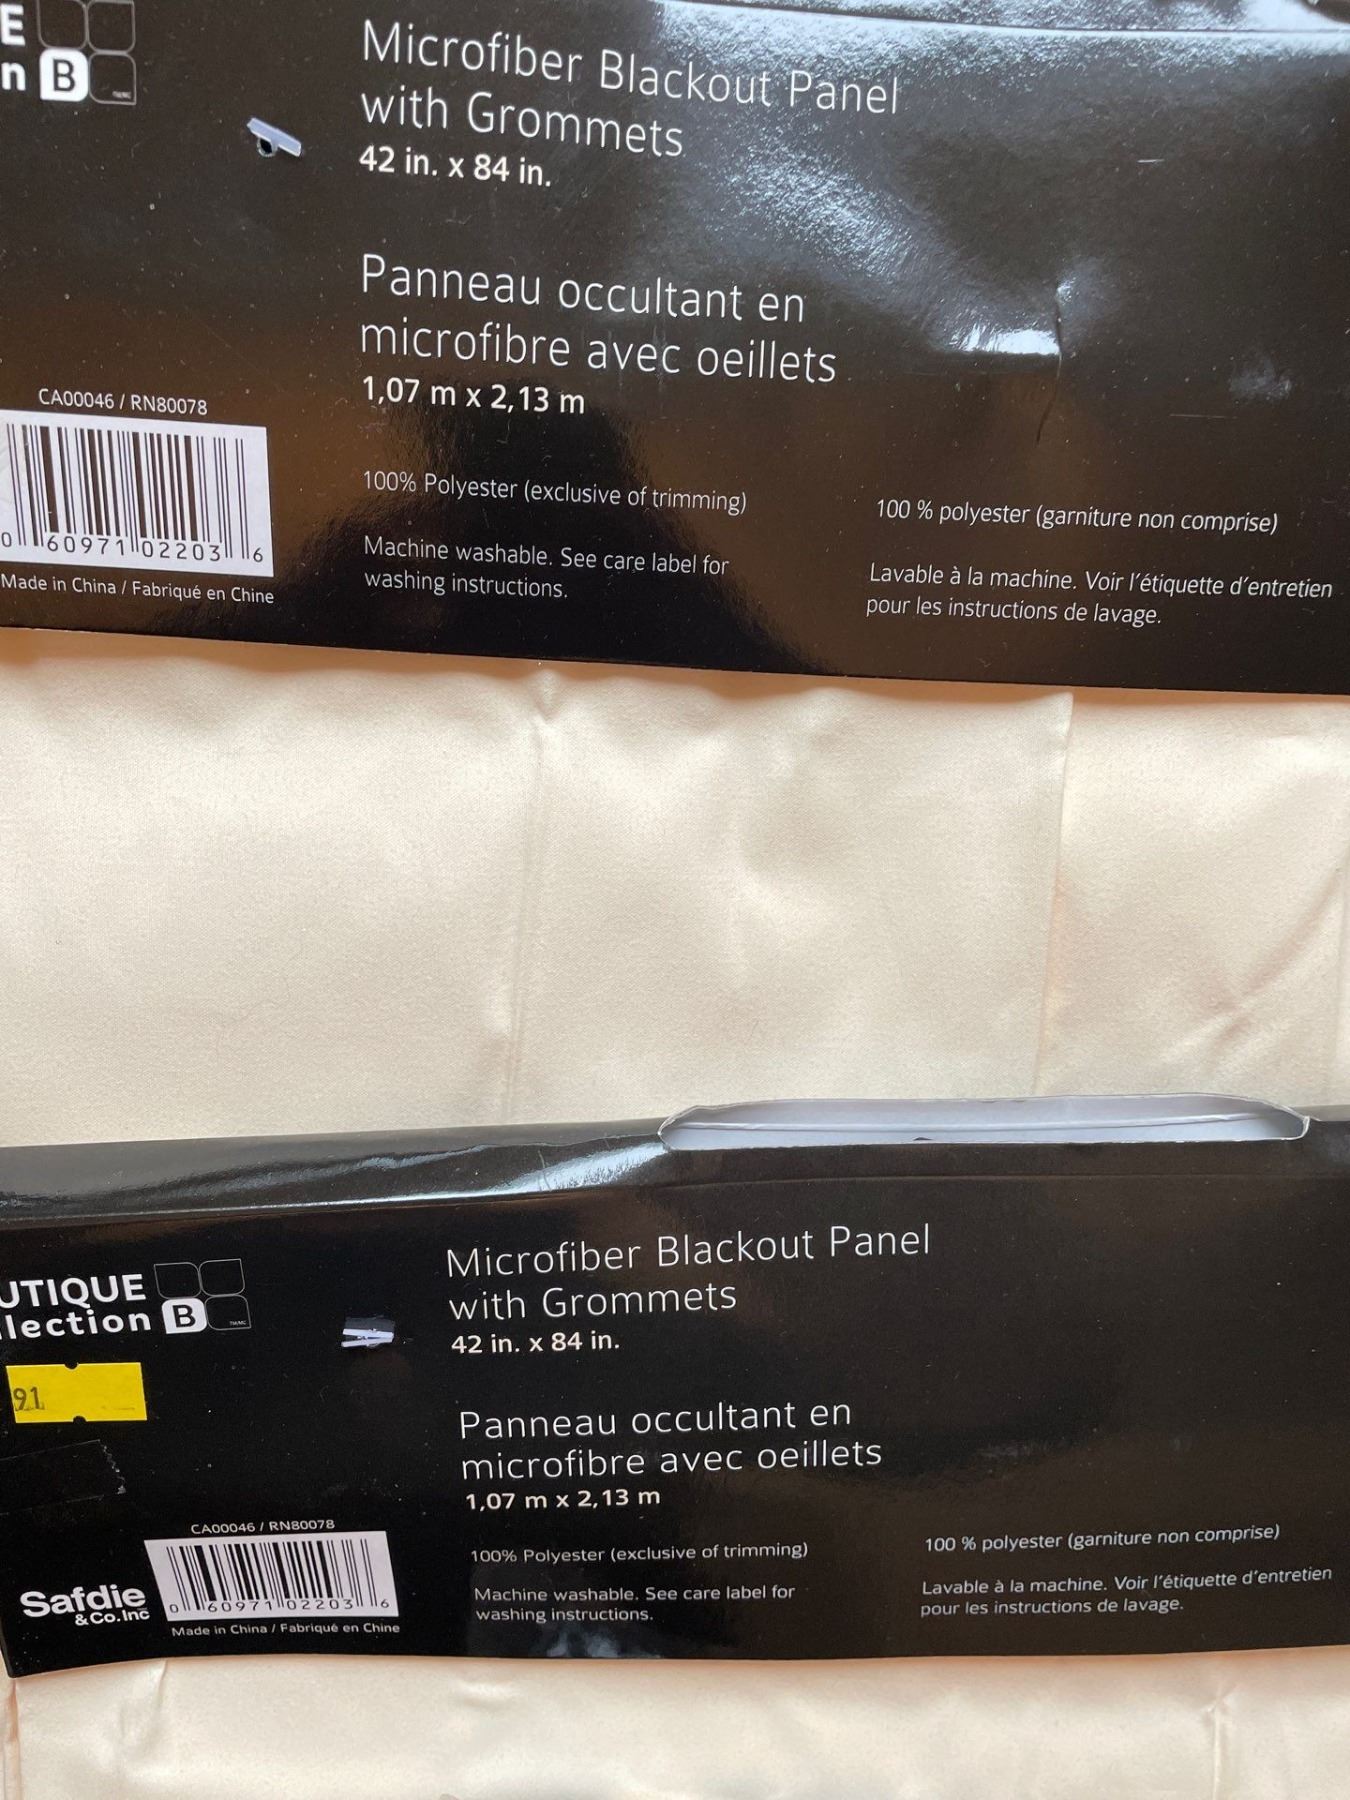 E
n B
Microfiber Blackout Panel
with Grommets
42 in. x 84 in.
Panneau occultant en
microfibre avec oeillets
1,07 m x 2,13 m
CA00046 / RN80078
0 60971 02203 6
Made in China / Fabriqué en Chine
100% Polyester (exclusive of trimming)
Machine washable. See care label for
washing instructions.
100 % polyester (garniture non comprise)
Lavable à la machine. Voir l'étiquette d'entretien
pour les instructions de lavage.
UTIQUE
llection B
91
Microfiber Blackout Panel
with Grommets
42 in. x 84 in.
Panneau occultant en
microfibre avec oeillets
1,07 m x 2,13 m
CA00046 / RN80078
Safdie
& Co. Inc
0 60971 02203 6
Made in China / Fabriqué en Chine
100% Polyester (exclusive of trimming)
Machine washable. See care label for
washing instructions.
100 % polyester (garniture non comprise)
Lavable à la machine. Voir l'étiquette d'entretien
pour les instructions de lavage.